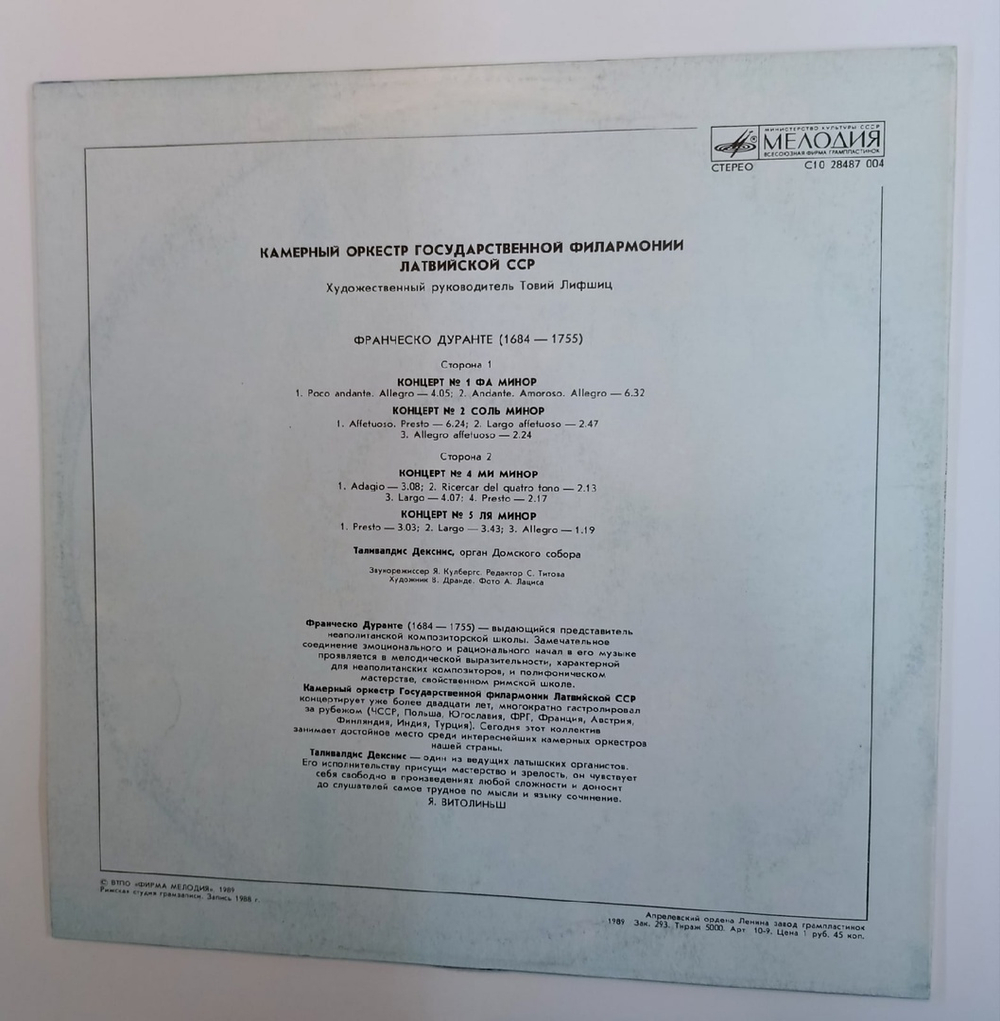 МИНИСТЕРСТВО КУЛЬТУРЫ СССР
МЕЛОДИЯ
ВСЕСОЮЗНАЯ ФИРМА ГРАМПЛАСТИНОК
СТЕРЕО С10 28487 004
КАМЕРНЫЙ ОРКЕСТР ГОСУДАРСТВЕННОЙ ФИЛАРМОНИИ
ЛАТВИЙСКОЙ ССР
Художественный руководитель Товий Лифшиц
ФРАНЧЕСКО ДУРАНТЕ (1684 — 1755)
Сторона 1
КОНЦЕРТ № 1 ФА МИНОР
1. Poco andante. Allegro — 4.05; 2. Andante. Amoroso. Allegro — 6.32
КОНЦЕРТ № 2 СОЛЬ МИНОР
1. Affetuoso. Presto — 6.24; 2. Largo affetuoso — 2.47
3. Allegro affetuoso — 2.24
Сторона 2
КОНЦЕРТ № 4 МИ МИНОР
1. Adagio — 3.08; 2. Ricercar del quatro tono — 2.13
3. Largo — 4.07; 4. Presto — 2.17
КОНЦЕРТ № 5 ЛЯ МИНОР
1. Presto — 3.03; 2. Largo — 3.43; 3. Allegro — 1.19
Таливалдис Декснис, орган Домского собора
Звукорежиссер Я. Кулбергс. Редактор С. Титова
Художник В. Дранде. Фото А. Лациса
Франческо Дуранте (1684 — 1755) — выдающийся представитель
неаполитанской композиторской школы. Замечательное
соединение эмоционального и рационального начал в его музыке
проявляется в мелодической выразительности, характерной
для неаполитанских композиторов, и полифоническом
мастерстве, свойственном римской школе.
Камерный оркестр Государственной филармонии Латвийской ССР
концертирует уже более двадцати лет, многократно гастролировал
за рубежом (ЧССР, Польша, Югославия, ФРГ, Франция, Австрия,
Финляндия, Индия, Турция). Сегодня этот коллектив
занимает достойное место среди интереснейших камерных оркестров
нашей страны.
Таливалдис Декснис — один из ведущих латышских органистов.
Его исполнительству присущи мастерство и зрелость, он чувствует
себя свободно в произведениях любой сложности и доносит
до слушателей самое трудное по мысли и языку сочинение.
Я. ВИТОЛИНЬШ
© ВТПО «ФИРМА МЕЛОДИЯ», 1989
Рижская студия грамзаписи. Запись 1988 г.
Апрелевский ордена Ленина завод грампластинок
1989 Зак. 293. Тираж 5000. Арт 10-9. Цена 1 руб. 45 коп.